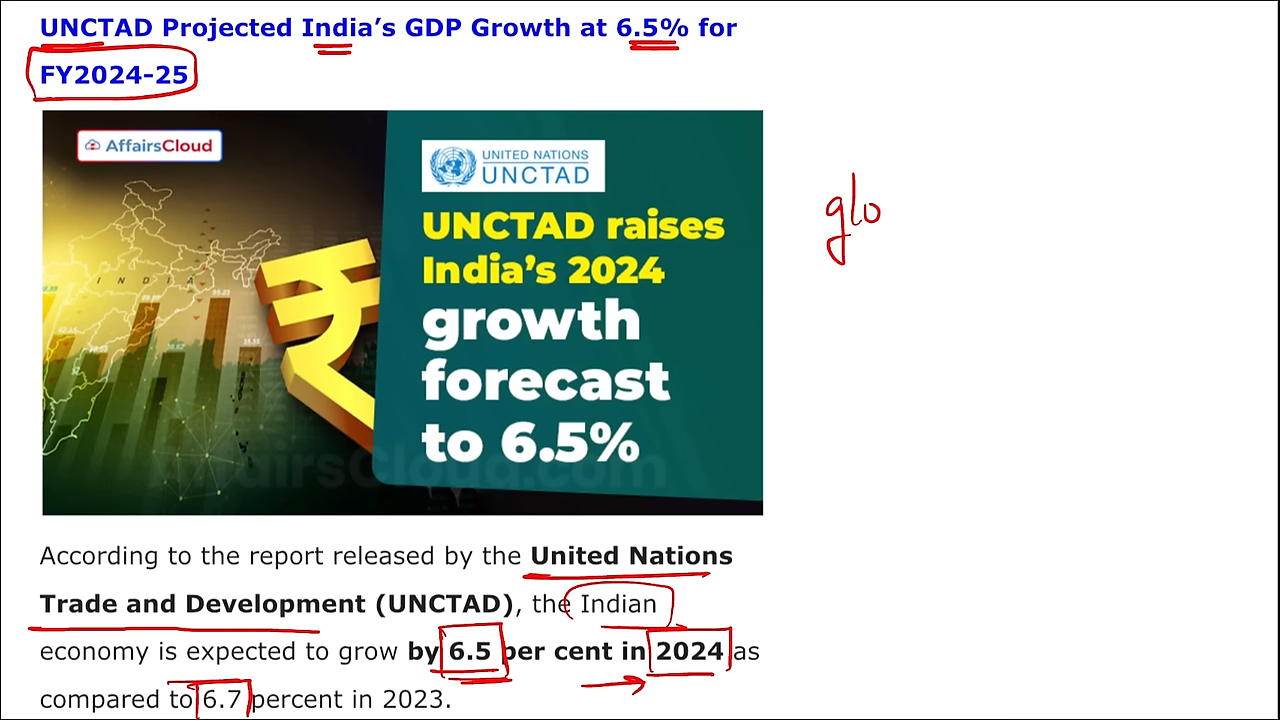 UNCTAD Projected India’s GDP Growth at 6.5% for
FY2024-25
AffairsCloud
UNITED NATIONS
UNCTAD
UNCTAD raises
India’s 2024
growth
forecast
to 6.5%
INDIA
glo
AffairsCloud.com
According to the report released by the United Nations
Trade and Development (UNCTAD), the Indian
economy is expected to grow by 6.5 per cent in 2024 as
compared to 6.7 percent in 2023.